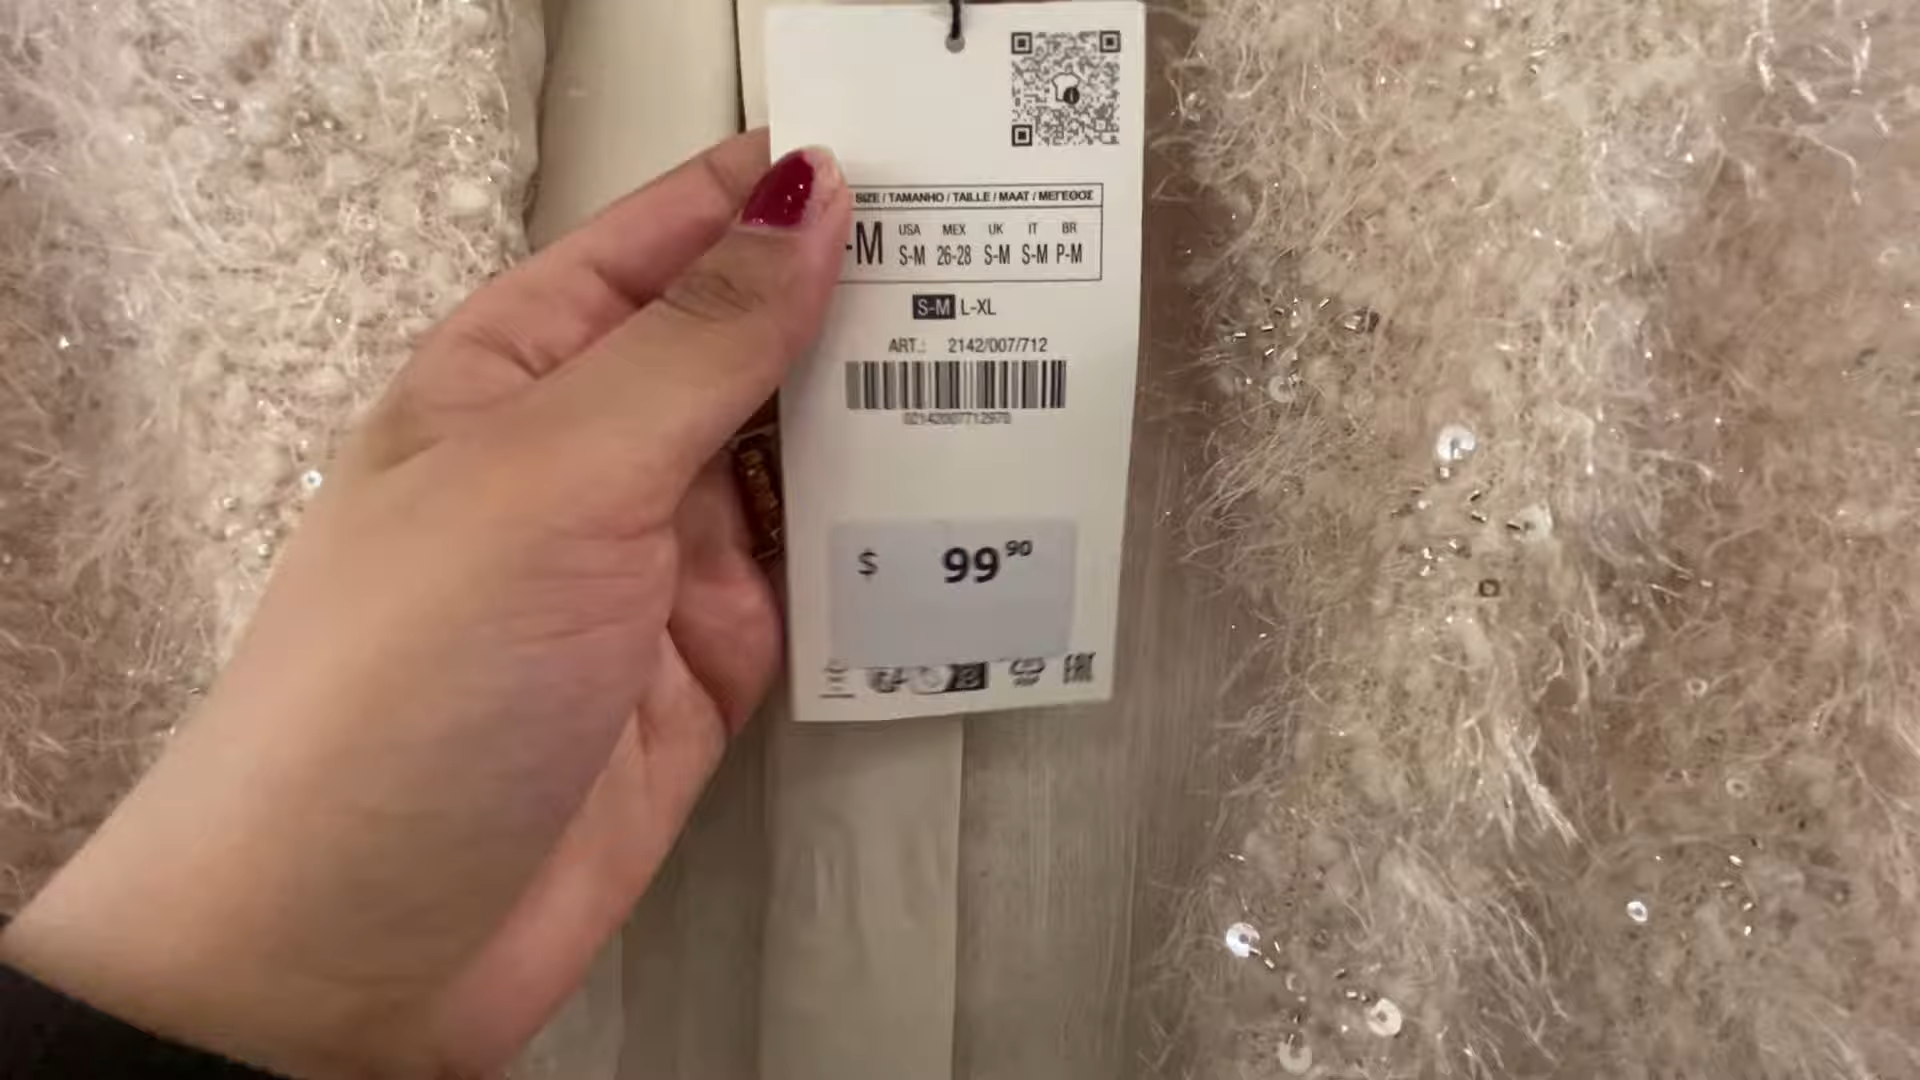 SIZE / TAMANHO / TAILLE / MAAT / ΜΕΓΕΘΟΣ
-M
USA MEX UK IT BR
S-M 26-28 S-M S-M P-M
S-M L-XL
ART.: 2142/007/712
$ 99 90
EAC